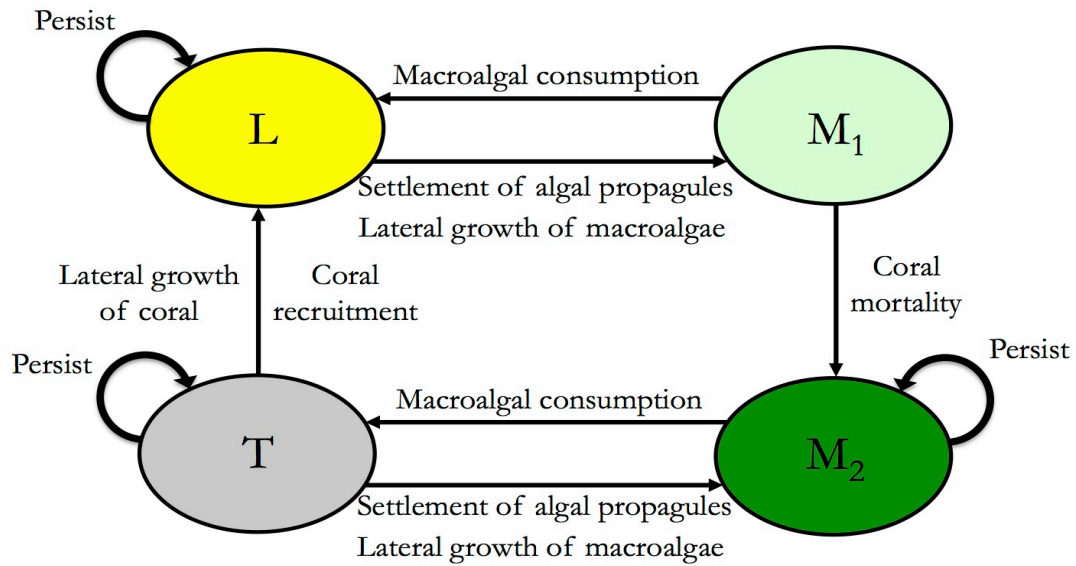 Persist
L
Macroalgal consumption
M₁
Settlement of algal propagules
Lateral growth of macroalgae
Lateral growth
of coral
Coral
recruitment
Coral
mortality
Persist
Persist
T
Macroalgal consumption
M₂
Settlement of algal propagules
Lateral growth of macroalgae